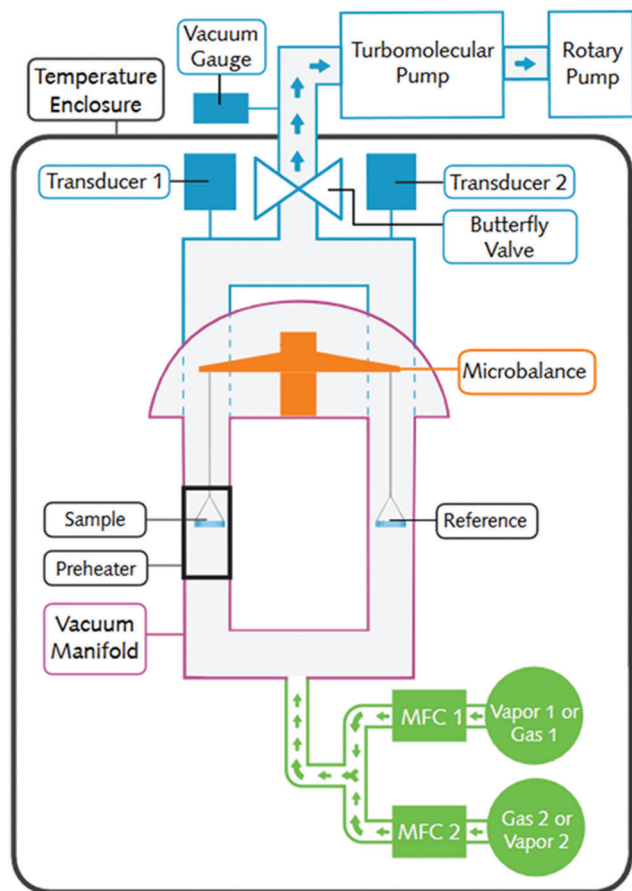 Vacuum
Gauge
Turbomolecular
Pump
Rotary
Pump
Temperature
Enclosure
Transducer 1
Transducer 2
Butterfly
Valve
Microbalance
Sample
Reference
Preheater
Vacuum
Manifold
MFC 1
Vapor 1 or
Gas 1
MFC 2
Gas 2 or
Vapor 2